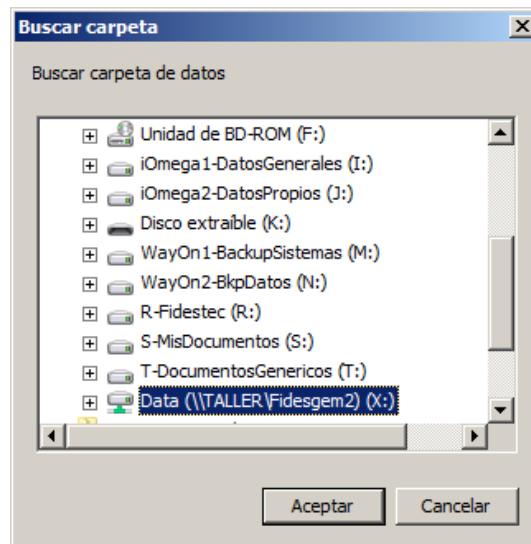 Buscar carpeta
Buscar carpeta de datos
Unidad de BD-ROM (F:)
iOmega1-DatosGenerales (I:)
iOmega2-DatosPropios (J:)
Disco extraíble (K:)
WayOn1-BackupSistemas (M:)
WayOn2-BkpDatos (N:)
R-Fidestec (R:)
S-MisDocumentos (S:)
T-DocumentosGenericos (T:)
Data (\\TALLER\Fidesgem2) (X:)
Aceptar Cancelar